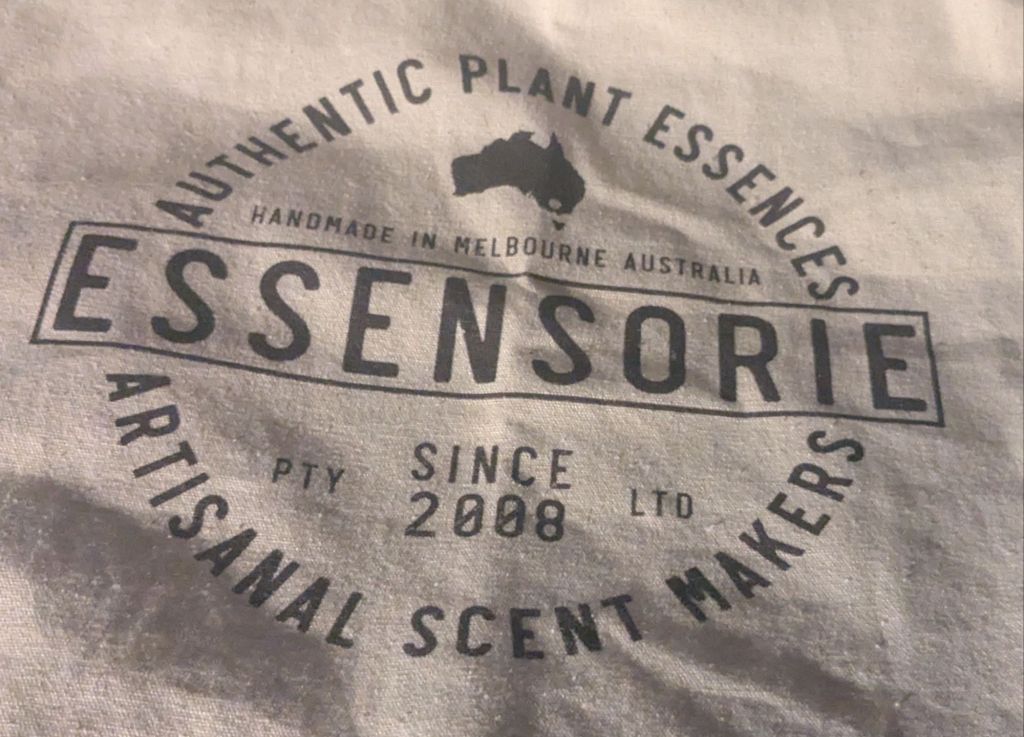 AUTHENTIC PLANT ESSENCES
HANDMADE IN MELBOURNE AUSTRALIA
ESSENSORIE
PTY SINCE 2008 LTD
ARTISANAL SCENT MAKERS